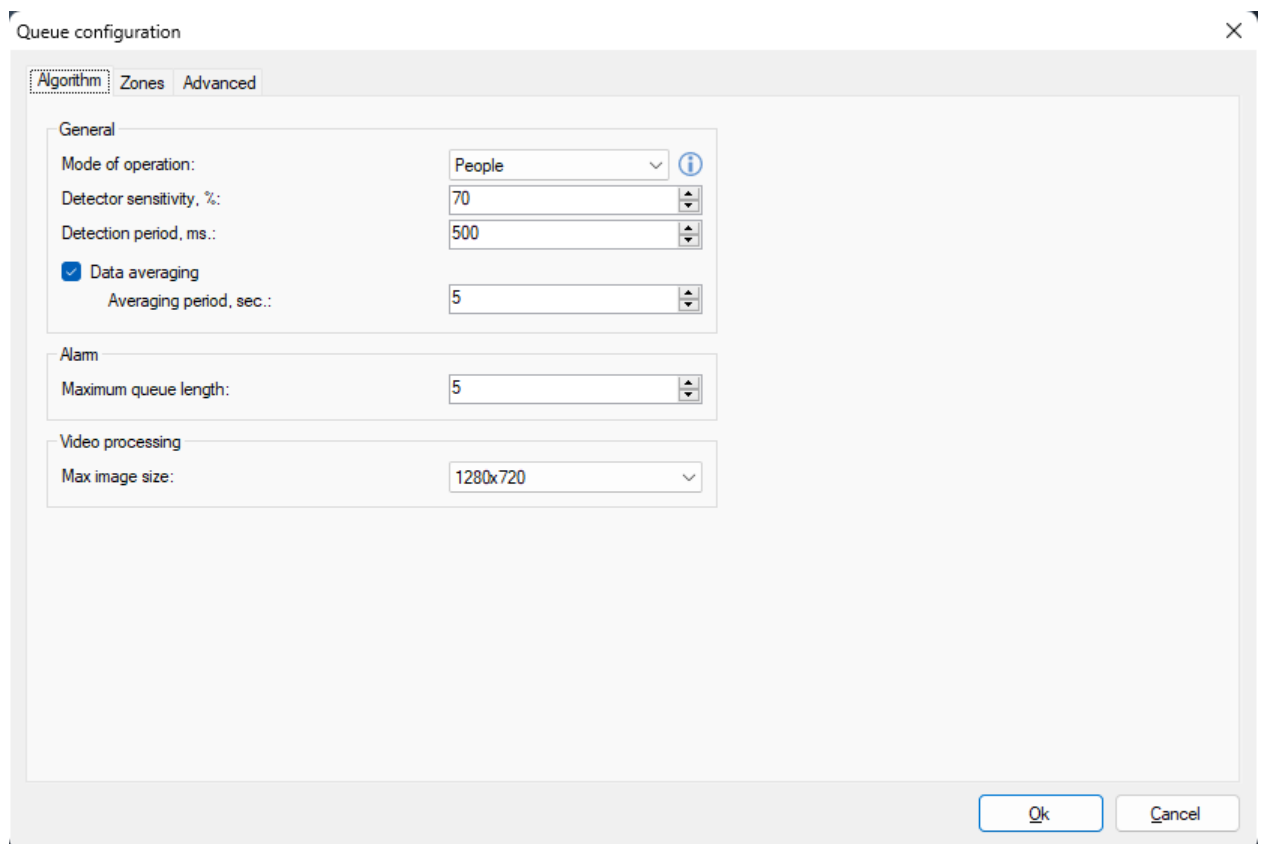 Queue configuration
Algorithm Zones Advanced
General
Mode of operation: People
Detector sensitivity, %: 70
Detection period, ms.: 500
Data averaging
Averaging period, sec.: 5
Alarm
Maximum queue length: 5
Video processing
Max image size: 1280x720
Ok Cancel